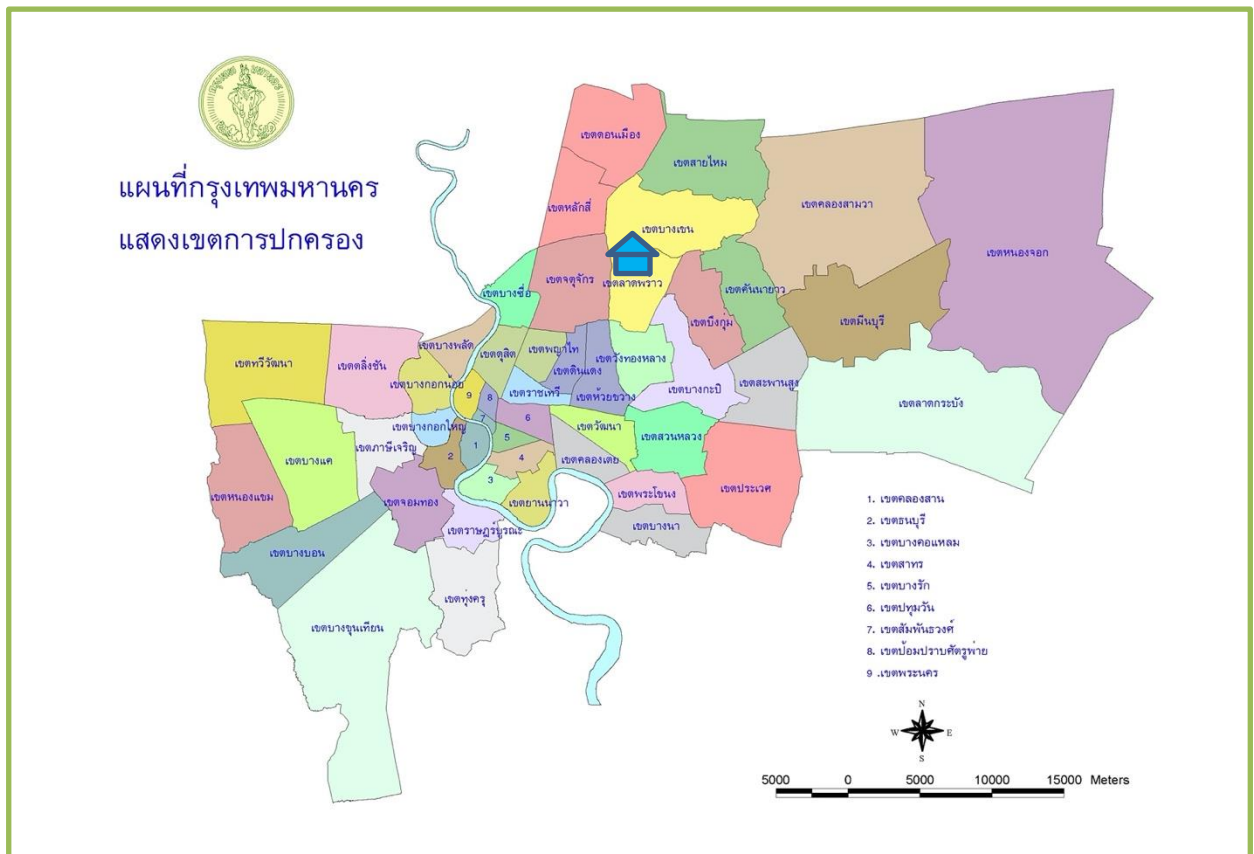 แผนที่กรุงเทพมหานคร
แสดงเขตการปกครอง
เขตดอนเมือง
เขตสายไหม
เขตหลักสี่
เขตบางเขน
เขตคลองสามวา
เขตหนองจอก
เขตจตุจักร
เขตลาดพราว
เขตคันนายาว
เขตบางซื่อ
เขตบึงกุ่ม
เขตมีนบุรี
เขตบางพลัด
เขตดุสิต
เขตพญาไท
เขตวังทองหลาง
เขตทวีวัฒนา
เขตตลิ่งชัน
เขตดินแดง
เขตบางกอกน้อย
เขตบางกะปิ
เขตสะพานสูง
เขตราชเทวี
เขตห้วยขวาง
เขตลาดกระบัง
9
8
7
6
เขตบางกอกใหญ่
เขตวัฒนา
เขตสวนหลวง
เขตภาษีเจริญ
1
5
2
4
เขตบางแค
เขตคลองเตย
3
เขตหนองแขม
เขตจอมทอง
เขตยานนาวา
เขตพระโขนง
เขตประเวศ
เขตราษฎร์บูรณะ
เขตบางนา
เขตบางบอน
เขตทุ่งครุ
เขตบางขุนเทียน
1. เขตคลองสาน
2. เขตธนบุรี
3. เขตบางคอแหลม
4. เขตสาทร
5. เขตบางรัก
6. เขตปทุมวัน
7. เขตสัมพันธวงศ์
8. เขตป้อมปราบศัตรูพ่าย
9 .เขตพระนคร
N
W E
S
5000 0 5000 10000 15000 Meters